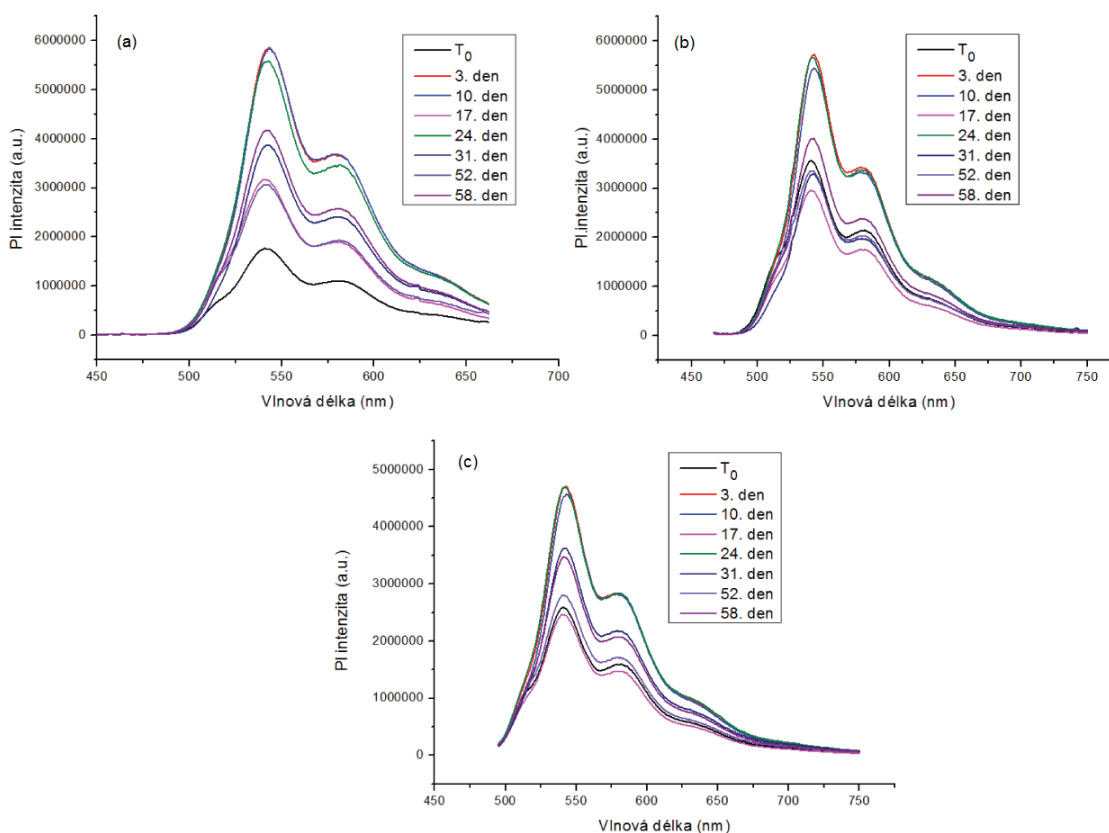 (a)
PI intenzita (a.u.)
6000000
5000000
4000000
3000000
2000000
1000000
0
450 500 550 600 650 700
Vlnová délka (nm)
T0
3. den
10. den
17. den
24. den
31. den
52. den
58. den
(b)
PI intenzita (a.u.)
6000000
5000000
4000000
3000000
2000000
1000000
0
450 500 550 600 650 700 750
Vlnová délka (nm)
T0
3. den
10. den
17. den
24. den
31. den
52. den
58. den
(c)
PI intenzita (a.u.)
5000000
4000000
3000000
2000000
1000000
0
450 500 550 600 650 700 750
Vlnová délka (nm)
T0
3. den
10. den
17. den
24. den
31. den
52. den
58. den